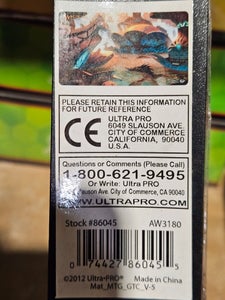 PLEASE RETAIN THIS INFORMATION
FOR FUTURE REFERENCE
CE
ULTRA PRO
6049 SLAUSON AVE
CITY OF COMMERCE
CALIFORNIA, 90040
U.S.A.
Questions or Comments (Please Call)
1-800-621-9495
Or Write: Ultra PRO
Slauson Ave. City of Commerce, CA 90040
WWW.ULTRAPRO.COM
Stock #86045
AW3180
0 74427 86045 5
©2012 Ultra-PRO® Made in China
Mat_MTG_GTC_V-5